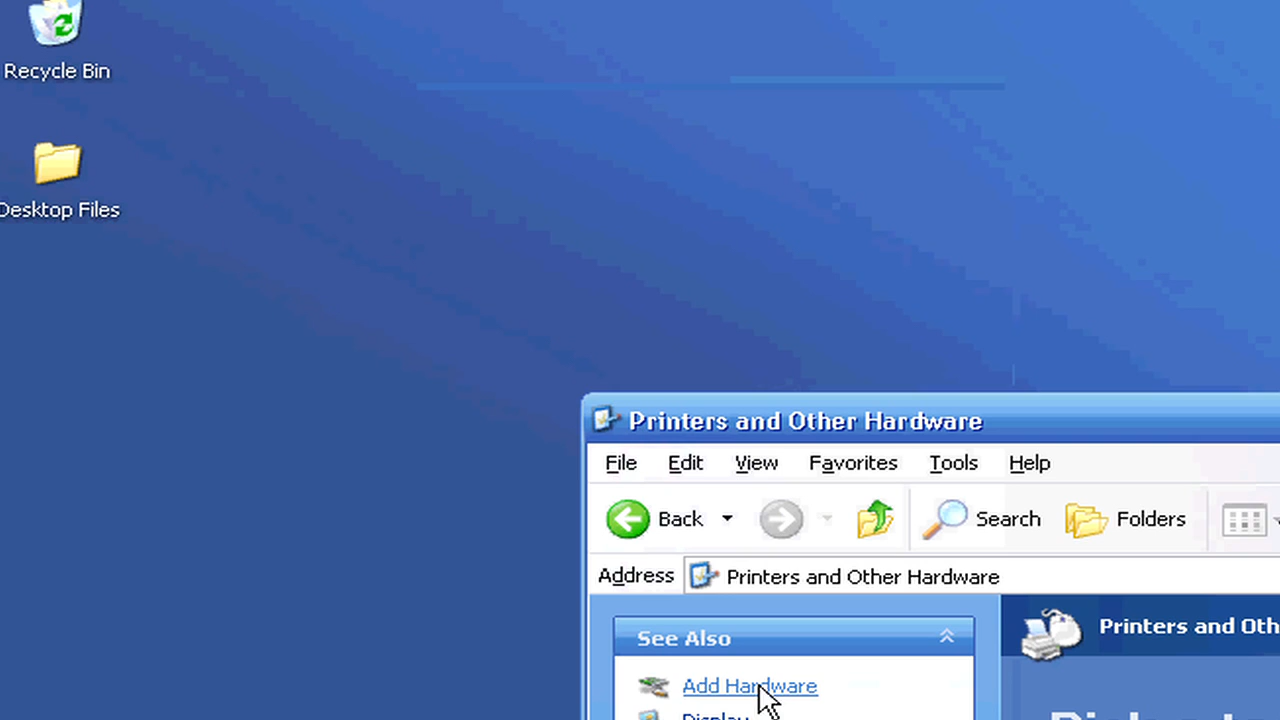 Recycle Bin
Desktop Files
Printers and Other Hardware
File Edit View Favorites Tools Help
Back Search Folders
Address Printers and Other Hardware
See Also
Printers and Oth
Add Hardware
Display